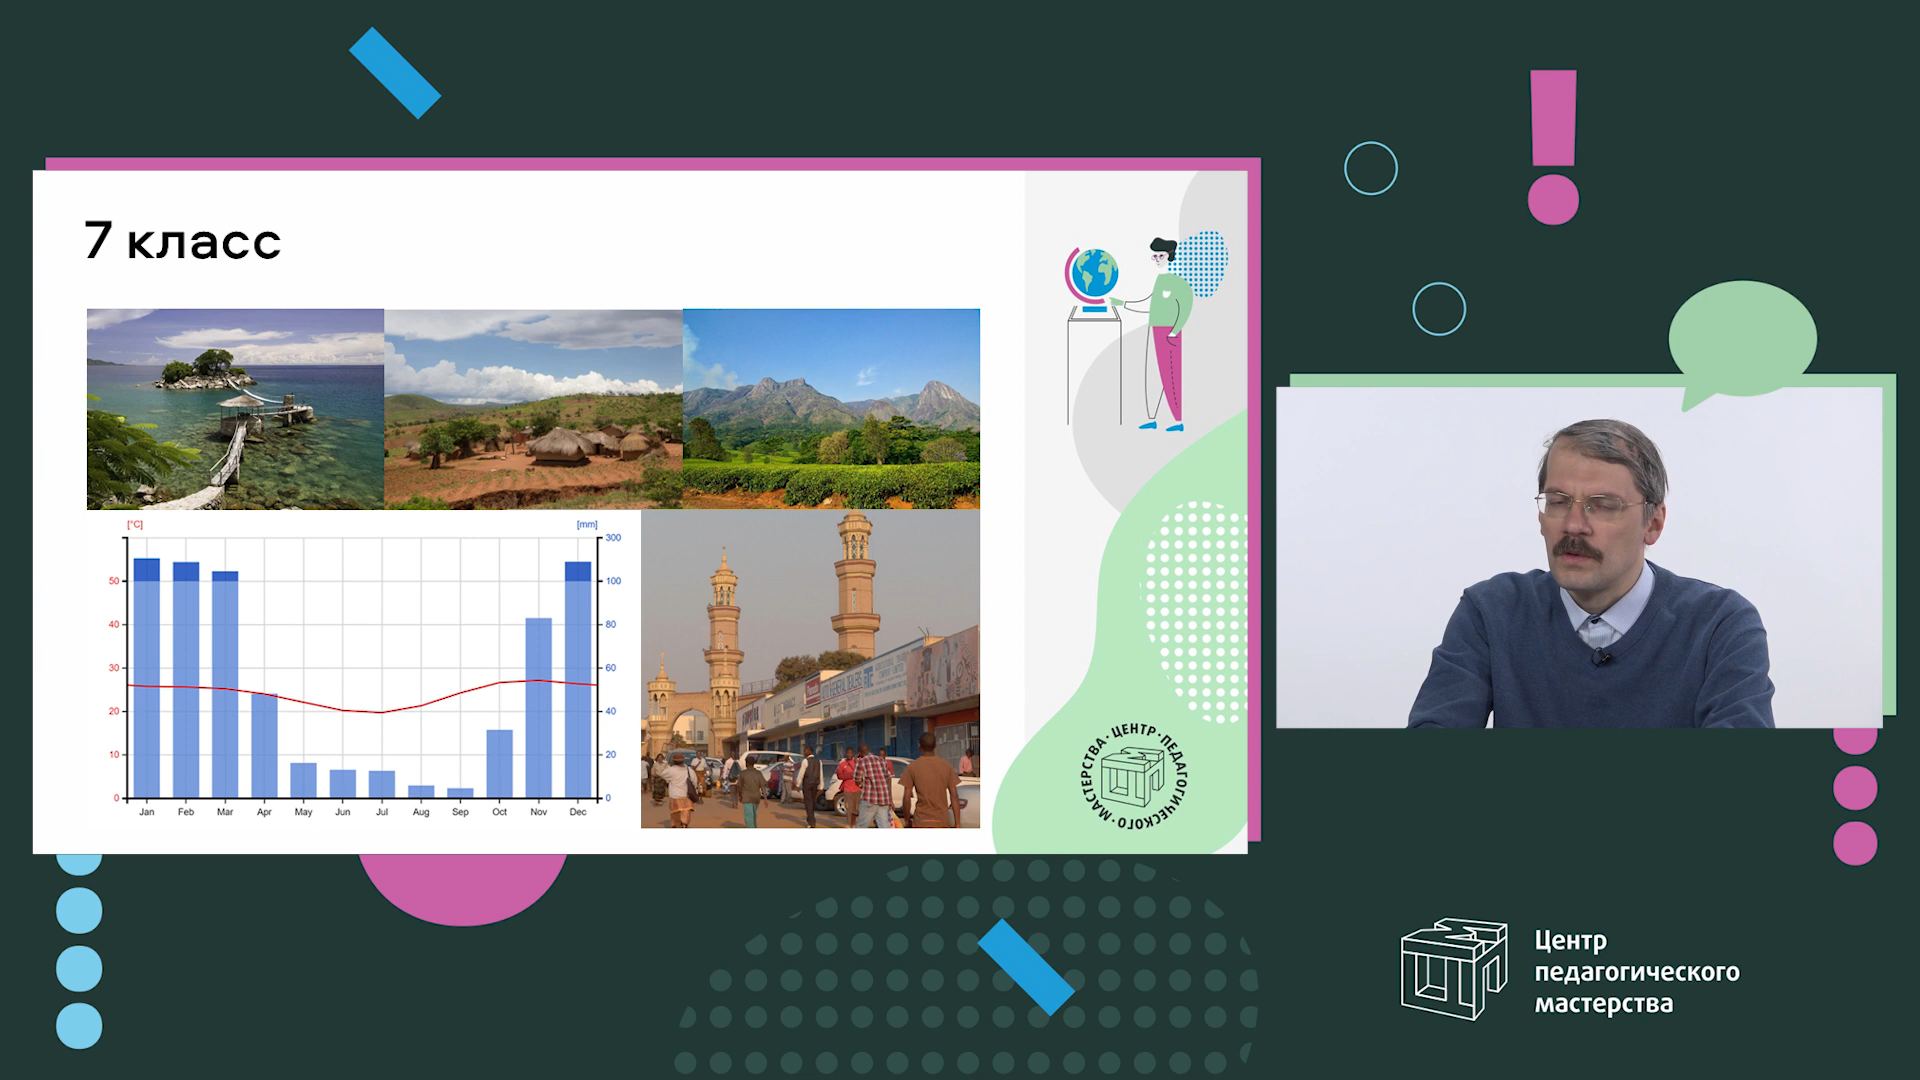 7 класс
[°C]
[mm]
300
50
100
40
80
30
60
20
40
10
20
0
0
Jan Feb Mar Apr May Jun Jul Aug Sep Oct Nov Dec
ЦЕНТР · ПЕДАГОГИЧЕСКОГО · МАСТЕРСТВА ·
Центр
педагогического
мастерства